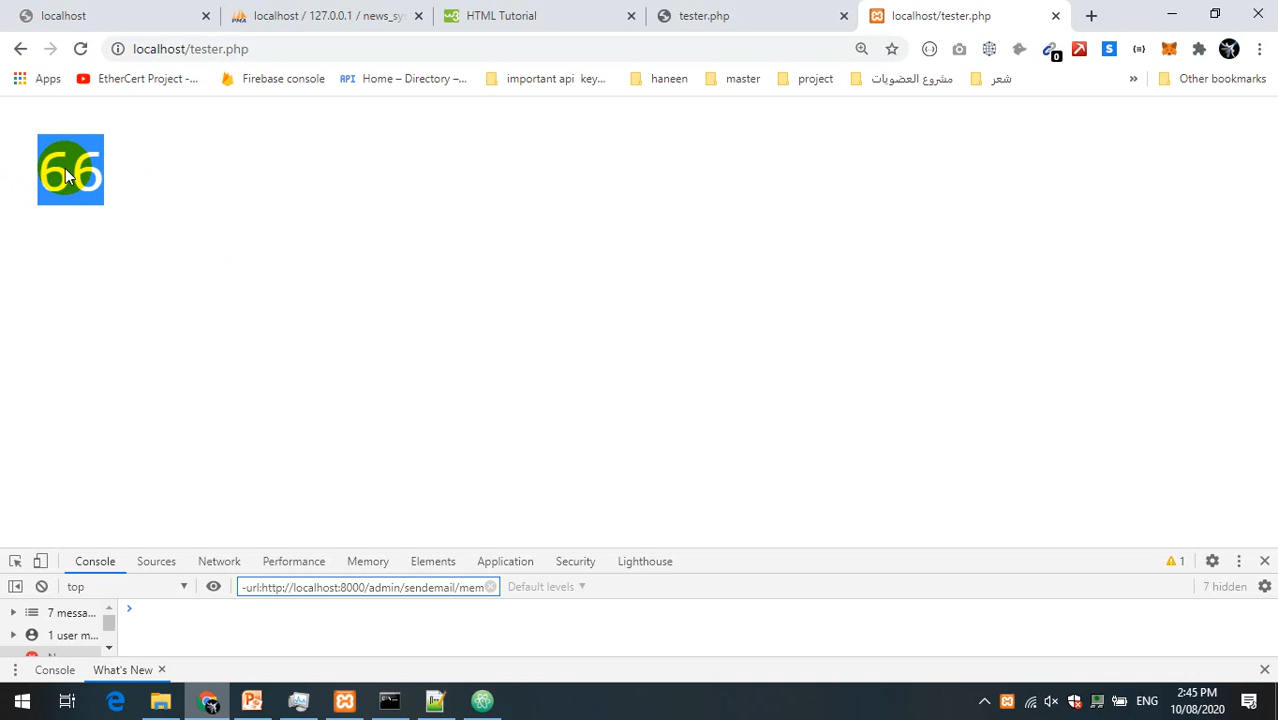 localhost
localhost / 127.0.0.1 / news_sy
HTML Tutorial
tester.php
localhost/tester.php
localhost/tester.php
0
Apps
EtherCert Project -...
Firebase console
API Home – Directory –...
important api key...
haneen
master
project
مشروع العضويات
شعر
»
Other bookmarks
66
Console
Sources
Network
Performance
Memory
Elements
Application
Security
Lighthouse
1
top
-url:http://localhost:8000/admin/sendemail/mem
Default levels
7 hidden
7 messa...
1 user m...
Console
What's New
ENG
2:45 PM
10/08/2020